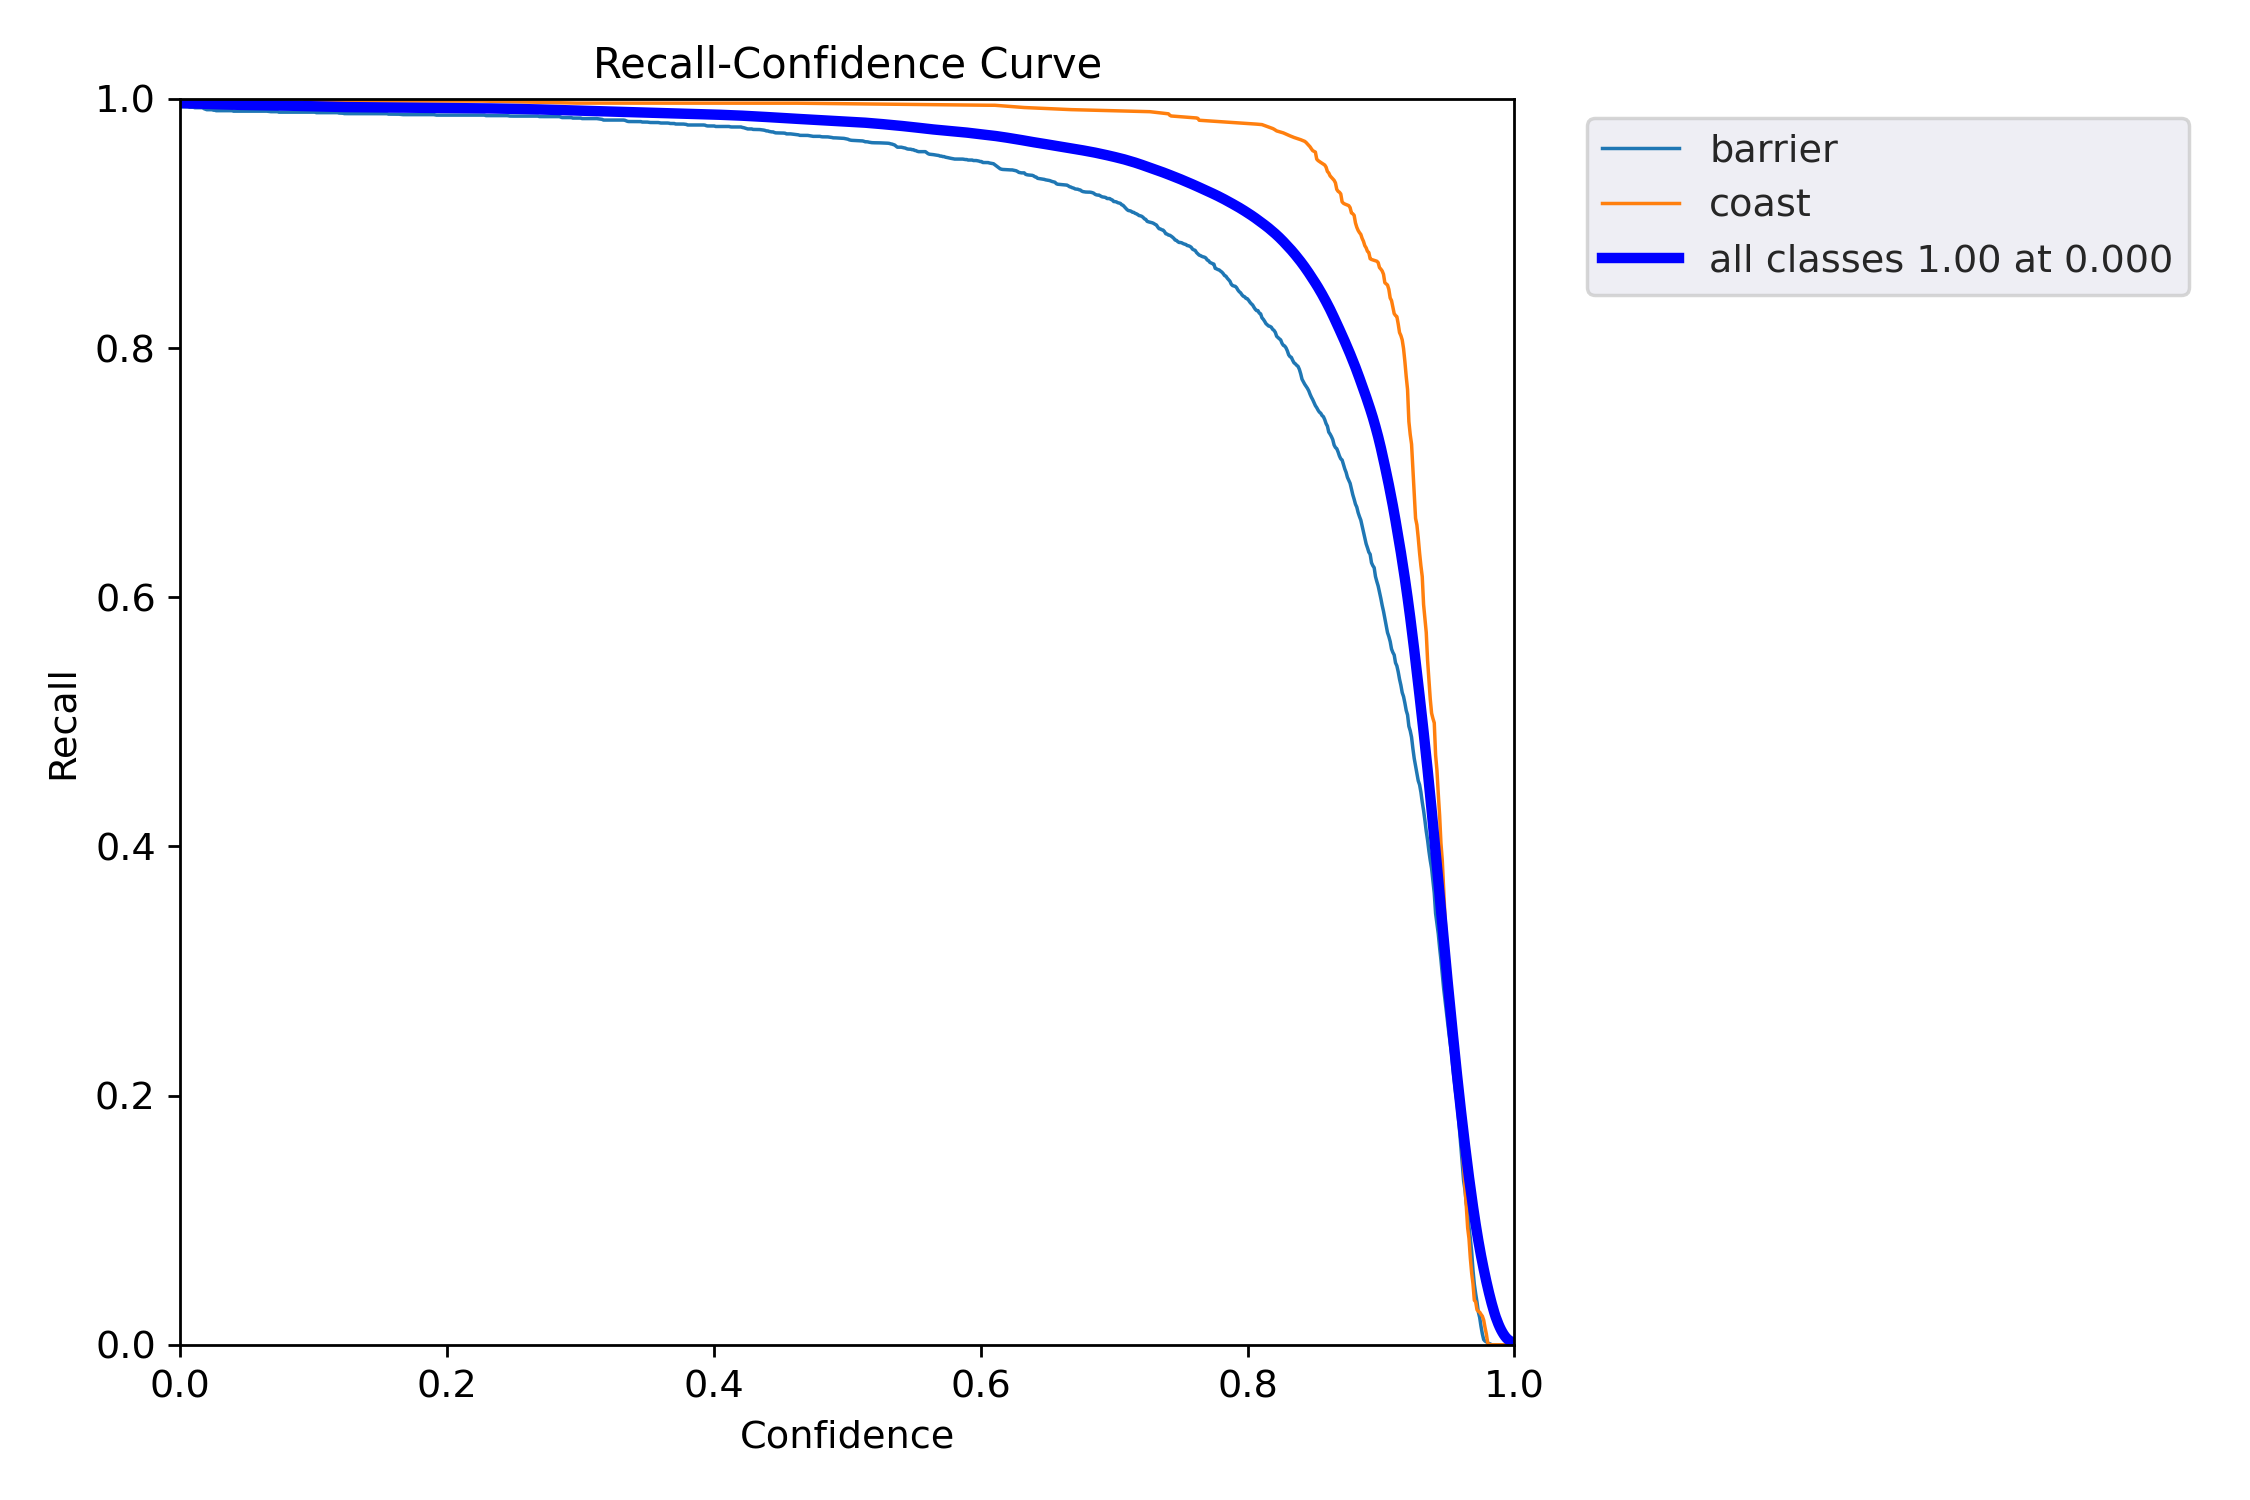 Recall-Confidence Curve
1.0
0.8
0.6
0.4
0.2
0.0
Recall
0.0 0.2 0.4 0.6 0.8 1.0
Confidence
barrier
coast
all classes 1.00 at 0.000